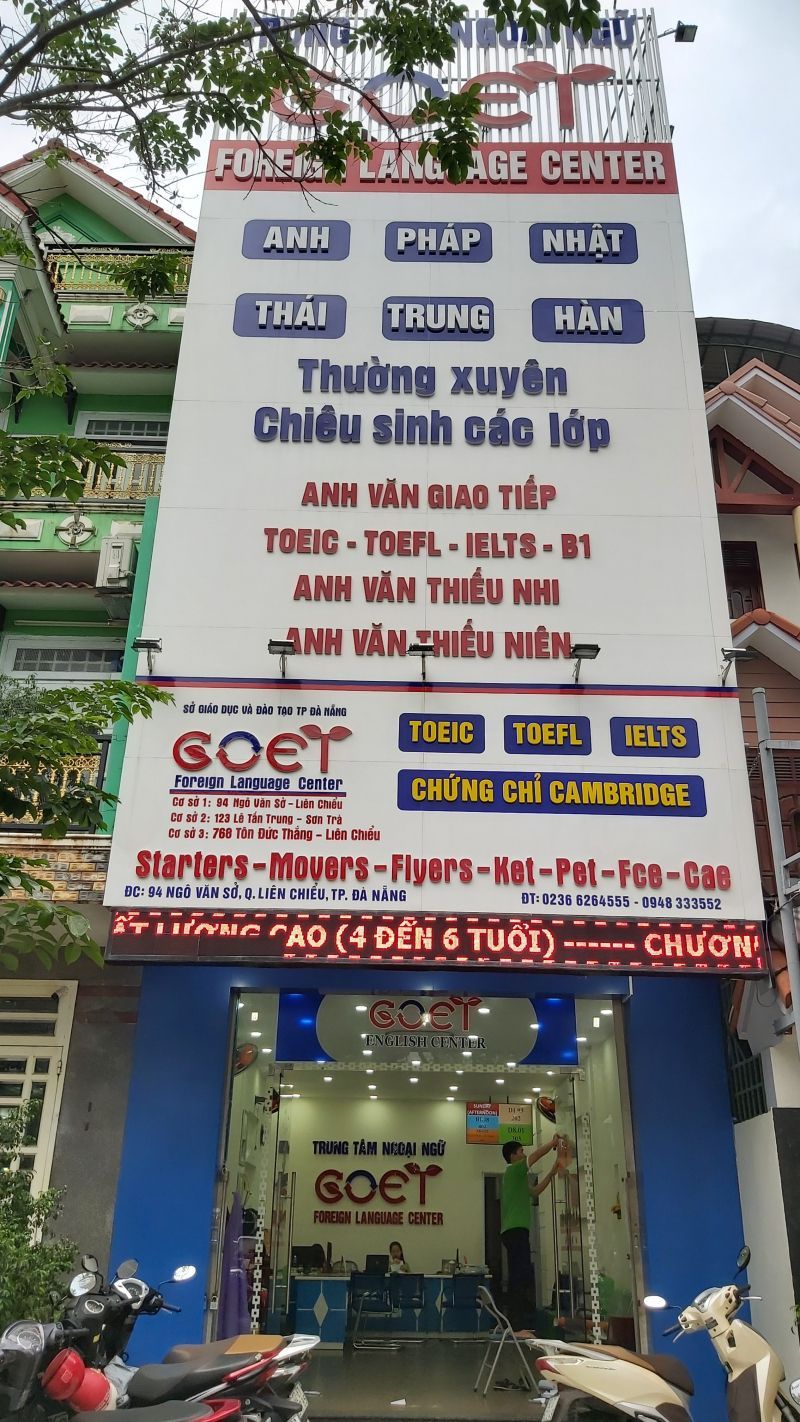 TRUNG NGOẠI NGỮ
GOET
FOREIGN LANGUAGE CENTER
ANH PHÁP NHẬT
THÁI TRUNG HÀN
Thường xuyên
Chiêu sinh các lớp
ANH VĂN GIAO TIẾP
TOEIC - TOEFL - IELTS - B1
ANH VĂN THIẾU NHI
ANH VĂN THIẾU NIÊN
SỞ GIÁO DỤC VÀ ĐÀO TẠO TP ĐÀ NẴNG
GOET
Foreign Language Center
Cơ sở 1: 94 Ngô Văn Sở - Liên Chiểu
Cơ sở 2: 123 Lê Tấn Trung - Sơn Trà
Cơ sở 3: 768 Tôn Đức Thắng - Liên Chiểu
TOEIC TOEFL IELTS
CHỨNG CHỈ CAMBRIDGE
Starters - Movers - Flyers - Ket - Pet - Fce - Cae
ĐC: 94 NGÔ VĂN SỞ, Q. LIÊN CHIỂU, TP. ĐÀ NẴNG
ĐT: 0236 6264555 - 0948 333552
ẤT LƯỢNG CAO (4 ĐẾN 6 TUỔI) ------ CHƯƠN
GOET
ENGLISH CENTER
SUNDAY
(AFTERNOON)
TRUNG TÂM NGOẠI NGỮ
GOET
FOREIGN LANGUAGE CENTER